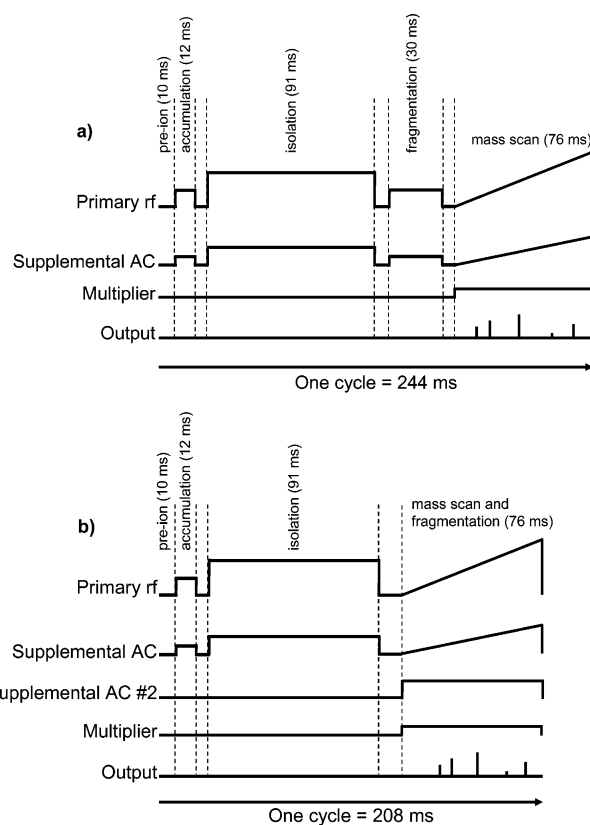 a)
pre-ion (10 ms)
accumulation (12 ms)
isolation (91 ms)
fragmentation (30 ms)
mass scan (76 ms)
Primary rf
Supplemental AC
Multiplier
Output
One cycle = 244 ms
b)
pre-ion (10 ms)
accumulation (12 ms)
isolation (91 ms)
mass scan and
fragmentation (76 ms)
Primary rf
Supplemental AC
upplemental AC #2
Multiplier
Output
One cycle = 208 ms